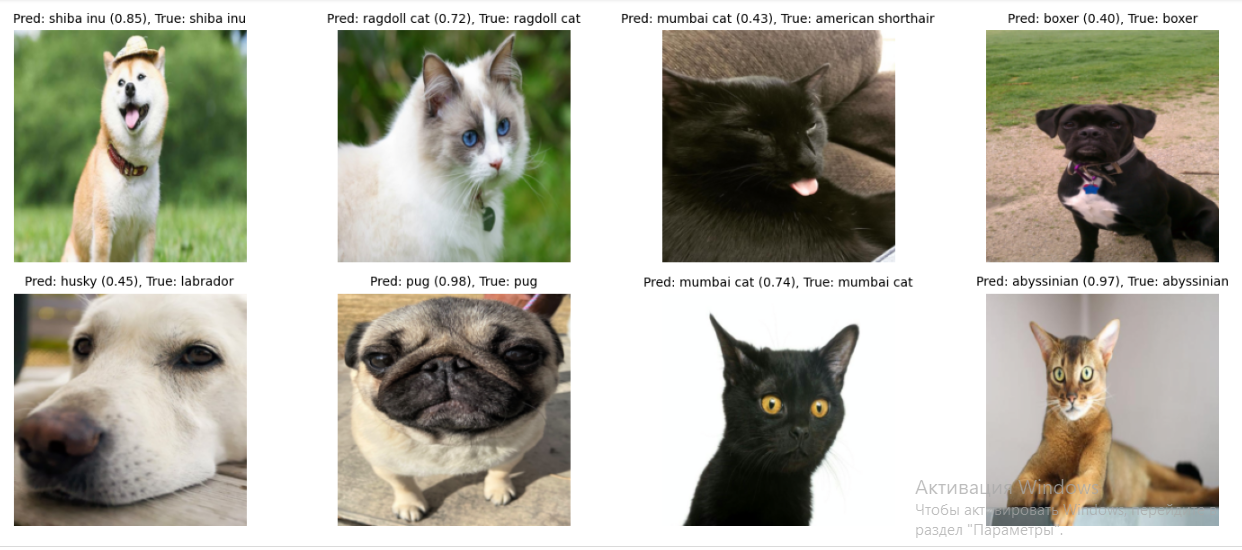 Pred: shiba inu (0.85), True: shiba inu
Pred: ragdoll cat (0.72), True: ragdoll cat
Pred: mumbai cat (0.43), True: american shorthair
Pred: boxer (0.40), True: boxer
Pred: husky (0.45), True: labrador
Pred: pug (0.98), True: pug
Pred: mumbai cat (0.74), True: mumbai cat
Pred: abyssinian (0.97), True: abyssinian
Активация Windows
Чтобы активировать Windows, перейдите в
раздел "Параметры".